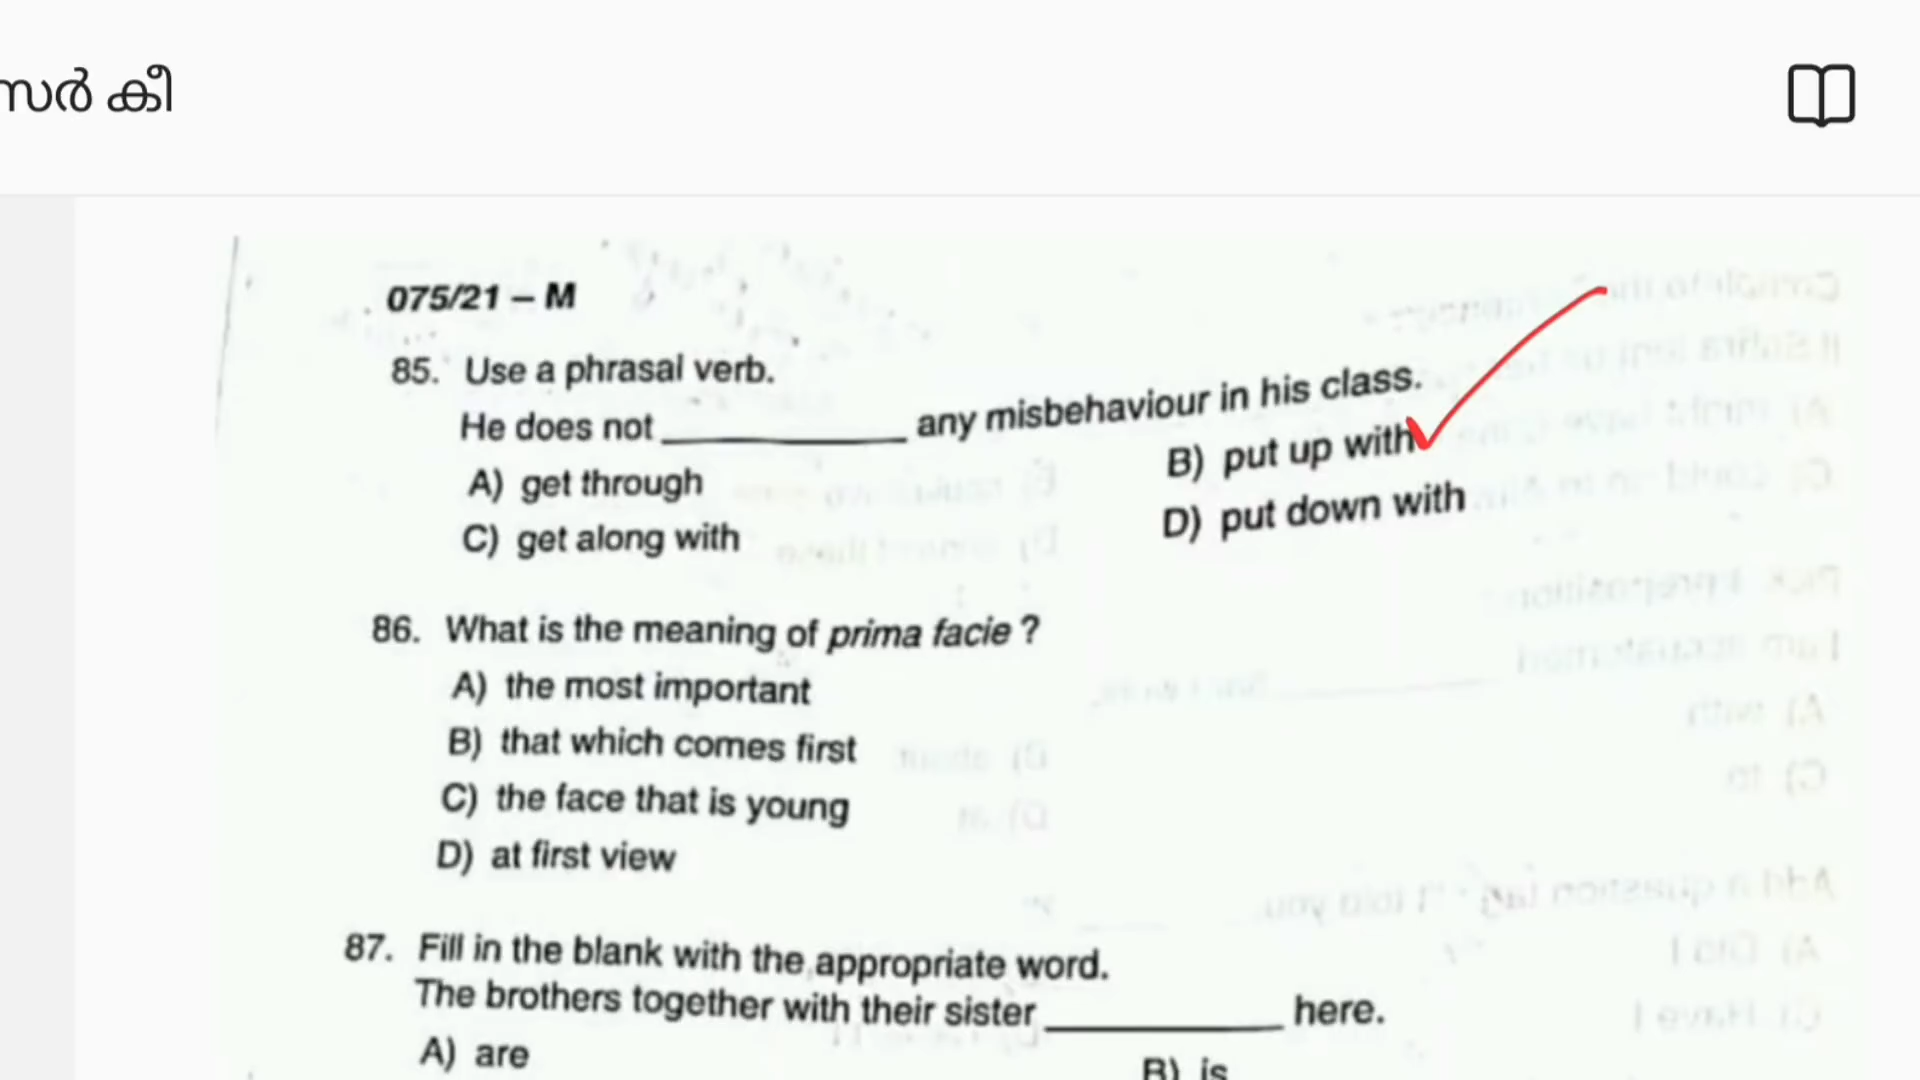 സർ കീ
075/21 – M
85. Use a phrasal verb.
He does not ____________ any misbehaviour in his class.
A) get through
B) put up with
C) get along with
D) put down with
86. What is the meaning of prima facie ?
A) the most important
B) that which comes first
C) the face that is young
D) at first view
87. Fill in the blank with the appropriate word.
The brothers together with their sister ____________ here.
A) are
B) is